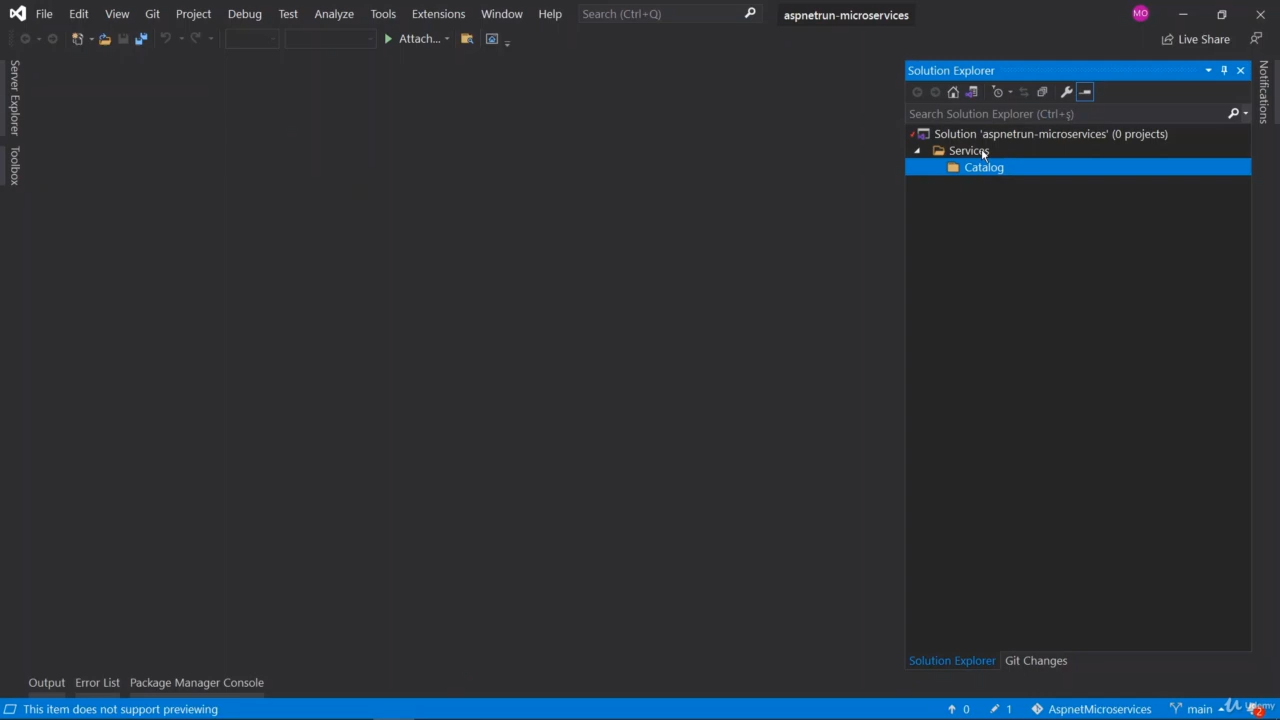 File Edit View Git Project Debug Test Analyze Tools Extensions Window Help Search (Ctrl+Q) aspnetrun-microservices MO
Attach... Live Share
Server Explorer
Toolbox
Solution Explorer
Search Solution Explorer (Ctrl+ş)
Solution 'aspnetrun-microservices' (0 projects)
Services
Catalog
Notifications
Solution Explorer Git Changes
Output Error List Package Manager Console
This item does not support previewing 0 1 AspnetMicroservices main 2
Udemy